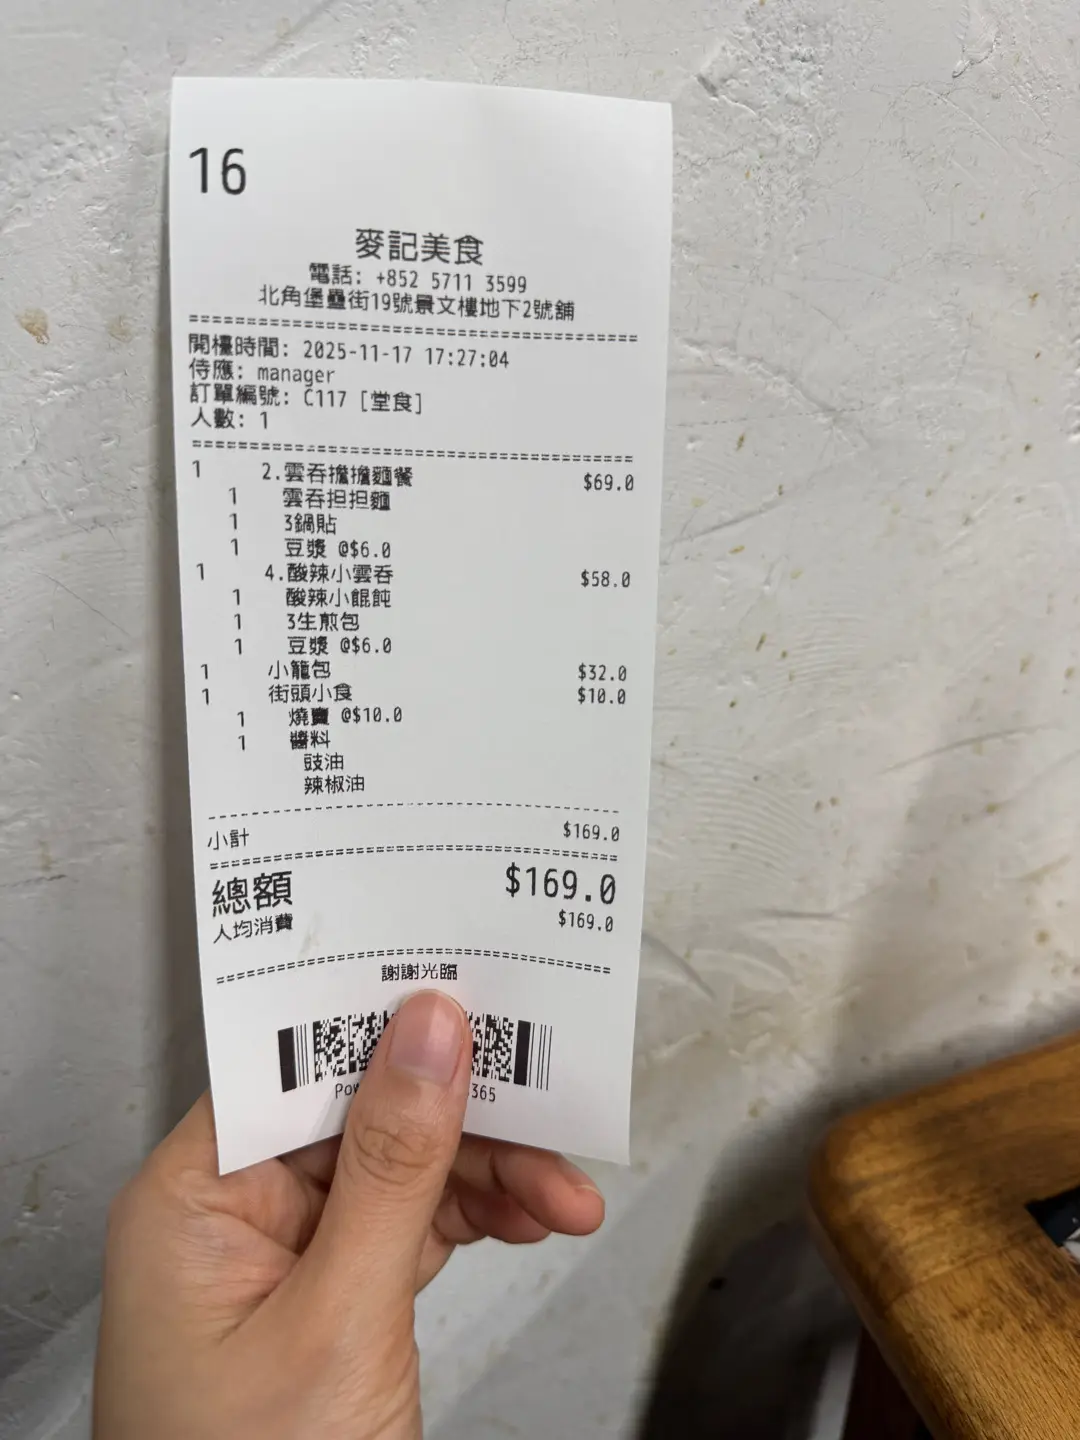 16
麥記美食
電話: +852 5711 3599
北角堡壘街19號景文樓地下2號舖
開檯時間: 2025-11-17 17:27:04
侍應: manager
訂單編號: C117 [堂食]
人數: 1
1 2.雲吞擔擔麵餐 $69.0
1 雲吞担担麵
1 3鍋貼
1 豆漿 @$6.0
1 4.酸辣小雲吞 $58.0
1 酸辣小餛飩
1 3生煎包
1 豆漿 @$6.0
1 小籠包 $32.0
1 街頭小食 $10.0
1 燒賣 @$10.0
1 醬料
豉油
辣椒油
小計 $169.0
總額 $169.0
人均消費 $169.0
謝謝光臨
365